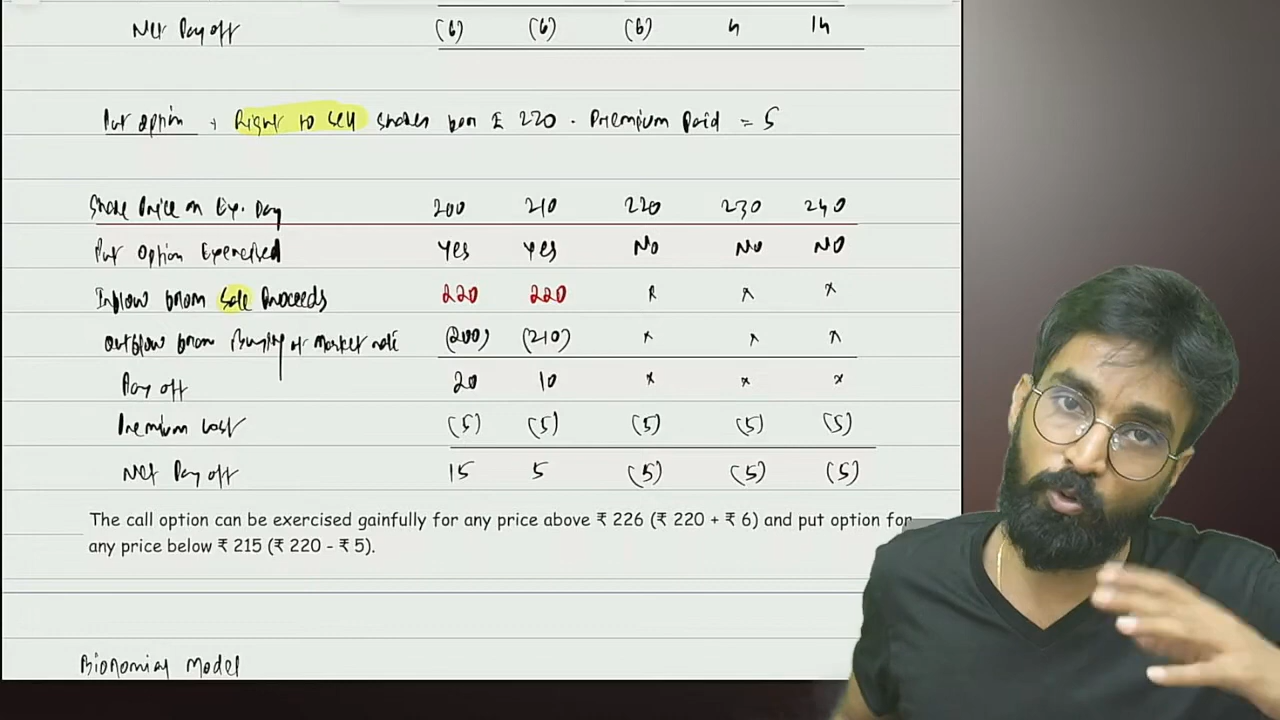 Net Pay off (6) (6) (6) 4 14
Put option + Right to sell shares for ₹ 220 . Premium Paid = 5
Share Price on Exp. Day 200 210 220 230 240
Put Option Exercised Yes Yes No No No
Inflow from Sale Proceeds 220 220 x x x
Outflow from Buying at Market rate (200) (210) x x x
Pay off 20 10 x x x
Premium Cost (5) (5) (5) (5) (5)
Net Pay off 15 5 (5) (5) (5)
The call option can be exercised gainfully for any price above ₹ 226 (₹ 220 + ₹ 6) and put option for
any price below ₹ 215 (₹ 220 - ₹ 5).
Bionomial Model